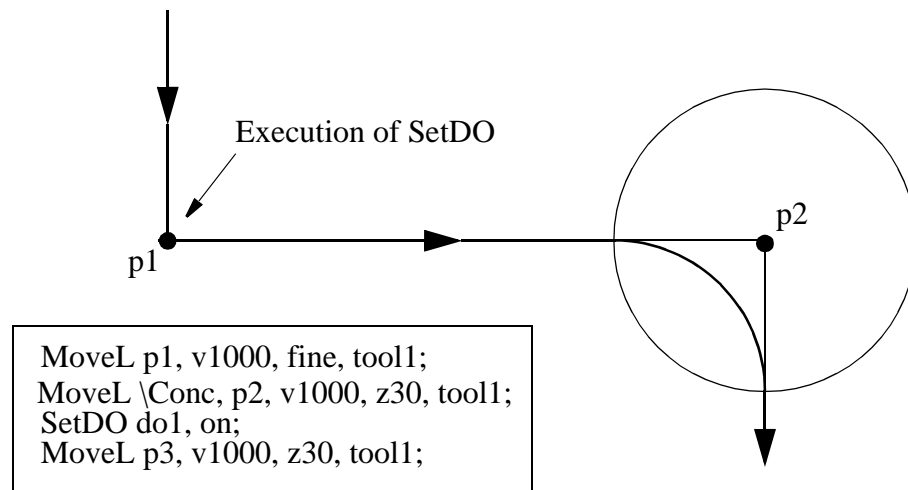 Execution of SetDO
p2
p1
MoveL p1, v1000, fine, tool1;
MoveL \Conc, p2, v1000, z30, tool1;
SetDO do1, on;
MoveL p3, v1000, z30, tool1;